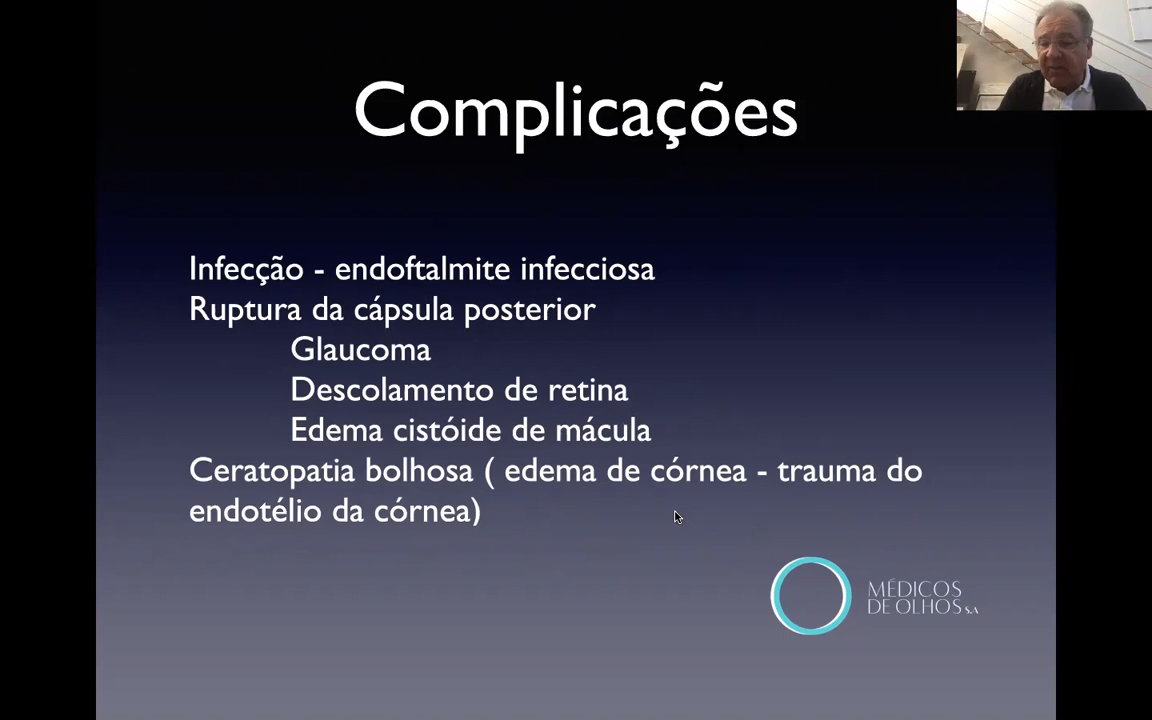 Complicações
Infecção - endoftalmite infecciosa
Ruptura da cápsula posterior
Glaucoma
Descolamento de retina
Edema cistóide de mácula
Ceratopatia bolhosa ( edema de córnea - trauma do
endotélio da córnea)
MÉDICOS
DE OLHOS S.A